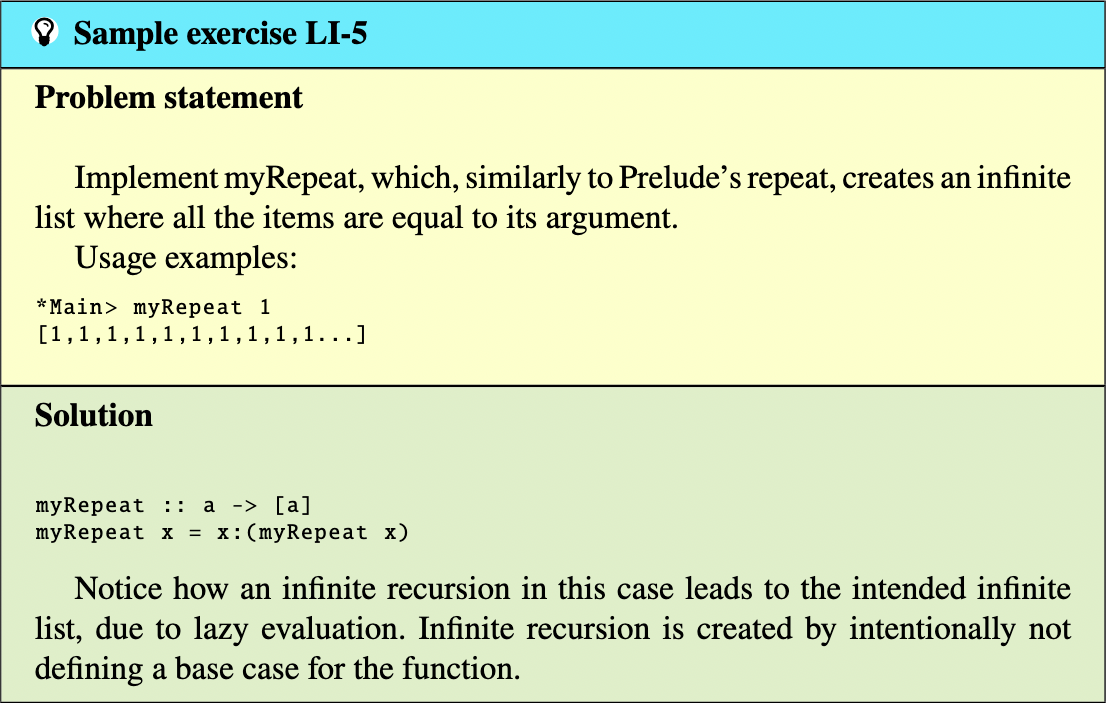 Sample exercise LI-5
Problem statement
Implement myRepeat, which, similarly to Prelude’s repeat, creates an infinite
list where all the items are equal to its argument.
Usage examples:
*Main> myRepeat 1
[1,1,1,1,1,1,1,1,1,1...]
Solution
myRepeat :: a -> [a]
myRepeat x = x:(myRepeat x)
Notice how an infinite recursion in this case leads to the intended infinite
list, due to lazy evaluation. Infinite recursion is created by intentionally not
defining a base case for the function.